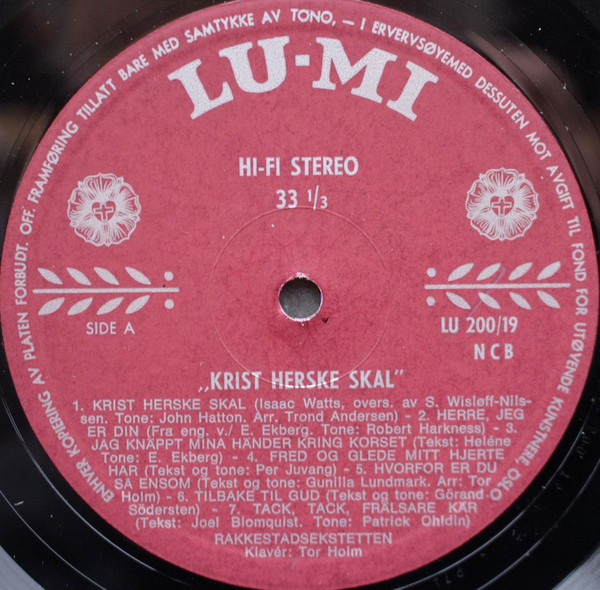 ENHVER KOPIERING AV PLATEN FORBUDT. OFF. FRAMFØRING TILLATT BARE MED SAMTYKKE AV TONO, – I ERVERVSØYEMED DESSUTEN MOT AVGIFT TIL FOND FOR UTØVENDE KUNSTNERE OSLO
LU-MI
HI-FI STEREO
33 1/3
SIDE A
LU 200/19
NCB
„KRIST HERSKE SKAL”
1. KRIST HERSKE SKAL (Isaac Watts, overs. av S. Wisløff-Nils-
sen. Tone: John Hatton. Arr. Trond Andersen) - 2. HERRE, JEG
ER DIN (Fra eng. v./ E. Ekberg. Tone: Robert Harkness) - 3.
JAG KNÄPPT MINA HÄNDER KRING KORSET (Tekst: Heléne
Tone: E. Ekberg) - 4. FRED OG GLEDE MITT HJERTE
HAR (Tekst og tone: Per Juvang) - 5. HVORFOR ER DU
SÅ ENSOM (Tekst og tone: Gunilla Lundmark. Arr: Tor
Holm) - 6. TILBAKE TIL GUD (Tekst og tone: Görand
Södersten) - 7. TACK, TACK, FRÄLSARE KÄR
(Tekst: Joel Blomquist. Tone: Patrick Ohldin)
RAKKESTADSEKSTETTEN
Klavér: Tor Holm